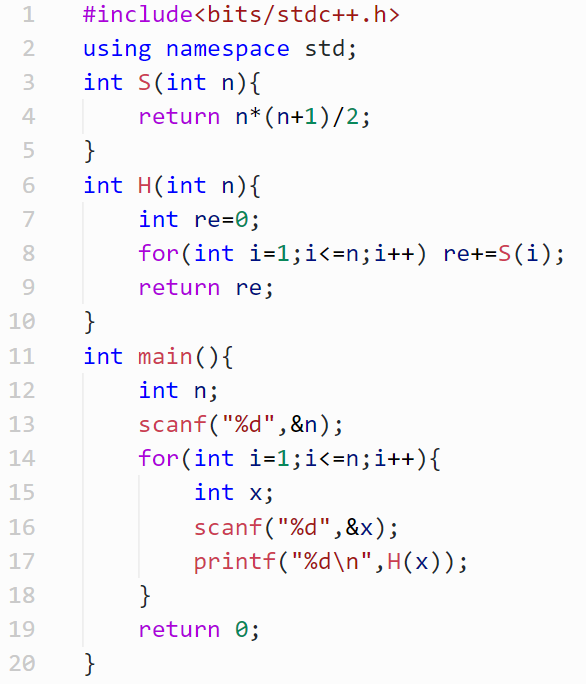 1 #include<bits/stdc++.h>
2 using namespace std;
3 int S(int n){
4     return n*(n+1)/2;
5 }
6 int H(int n){
7     int re=0;
8     for(int i=1;i<=n;i++) re+=S(i);
9     return re;
10 }
11 int main(){
12     int n;
13     scanf("%d",&n);
14     for(int i=1;i<=n;i++){
15         int x;
16         scanf("%d",&x);
17         printf("%d\n",H(x));
18     }
19     return 0;
20 }